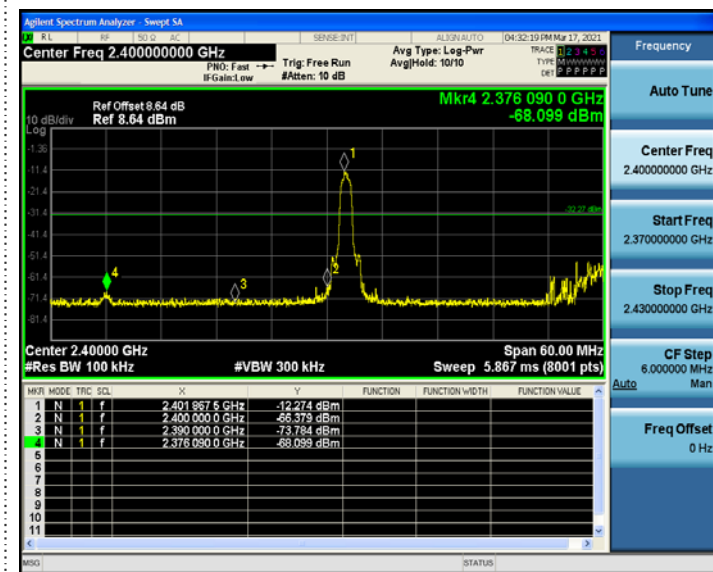 Agilent Spectrum Analyzer - Swept SA
RL RF 50 Ω AC SENSE:INT ALIGN AUTO 04:32:19 PM Mar 17, 2021
Center Freq 2.400000000 GHz
PNO: Fast
IFGain:Low
Trig: Free Run
#Atten: 10 dB
Avg Type: Log-Pwr
Avg|Hold: 10/10
TRACE 1 2 3 4 5 6
TYPE MWWWWW
DET P P P P P P
Ref Offset 8.64 dB
10 dB/div Ref 8.64 dBm
Log
Mkr4 2.376 090 0 GHz
-68.099 dBm
-1.36
-11.4
-21.4
-31.4
-41.4
-51.4
-61.4
-71.4
-81.4
-32.27 dBm
1
2
3
4
Center 2.40000 GHz Span 60.00 MHz
#Res BW 100 kHz #VBW 300 kHz Sweep 5.867 ms (8001 pts)
MKR MODE TRC SCL X Y FUNCTION FUNCTION WIDTH FUNCTION VALUE
1 N 1 f 2.401 867 5 GHz -12.274 dBm
2 N 1 f 2.400 000 0 GHz -66.379 dBm
3 N 1 f 2.390 000 0 GHz -73.784 dBm
4 N 1 f 2.376 090 0 GHz -68.099 dBm
5
6
7
8
9
10
11
MSG STATUS
Frequency
Auto Tune
Center Freq
2.400000000 GHz
Start Freq
2.370000000 GHz
Stop Freq
2.430000000 GHz
CF Step
6.000000 MHz
Auto Man
Freq Offset
0 Hz